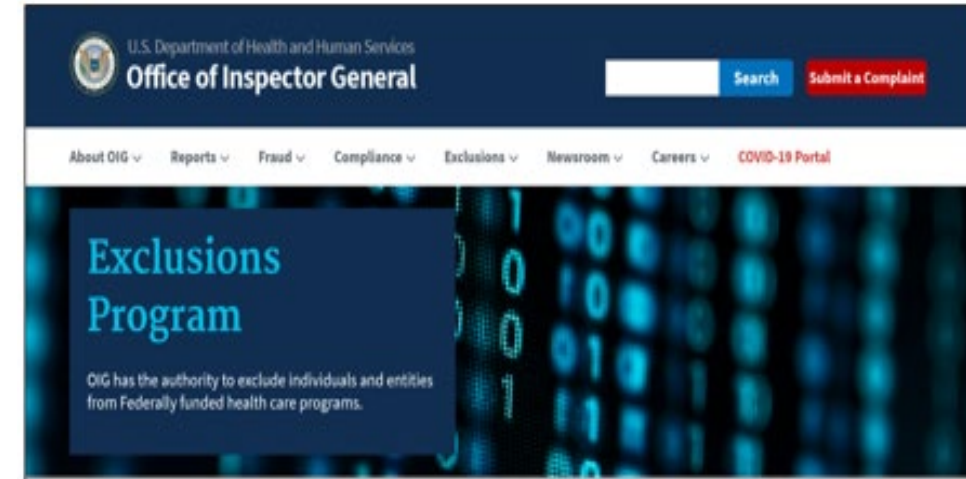 U.S. Department of Health and Human Services
Office of Inspector General
Search
Submit a Complaint
About OIG
Reports
Fraud
Compliance
Exclusions
Newsroom
Careers
COVID-19 Portal
Exclusions
Program
OIG has the authority to exclude individuals and entities
from Federally funded health care programs.